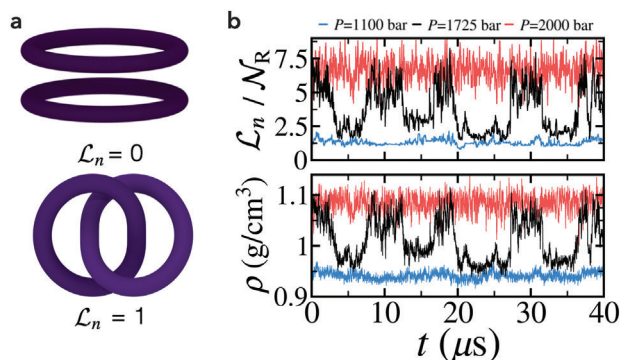 a
ℒn = 0
ℒn = 1
b
P=1100 bar P=1725 bar P=2000 bar
ℒn / 𝒩R
7.5
5
2.5
0
ρ (g/cm³)
1.1
1
0.9
0 10 20 30 40
t (μs)